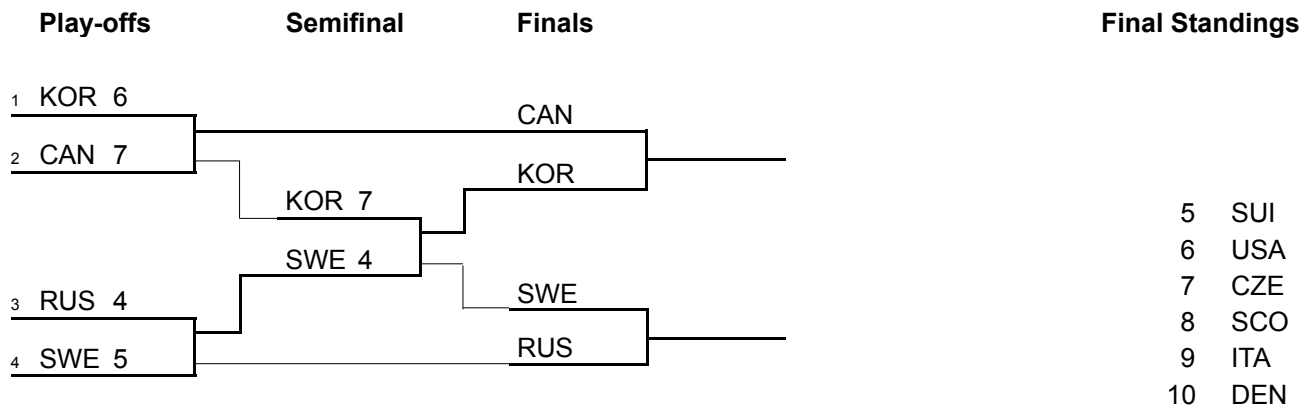 Play-offs Semifinal Finals Final Standings
1 KOR 6
CAN
2 CAN 7
KOR
KOR 7
5 SUI
SWE 4
6 USA
7 CZE
3 RUS 4
SWE
8 SCO
4 SWE 5
RUS
9 ITA
10 DEN